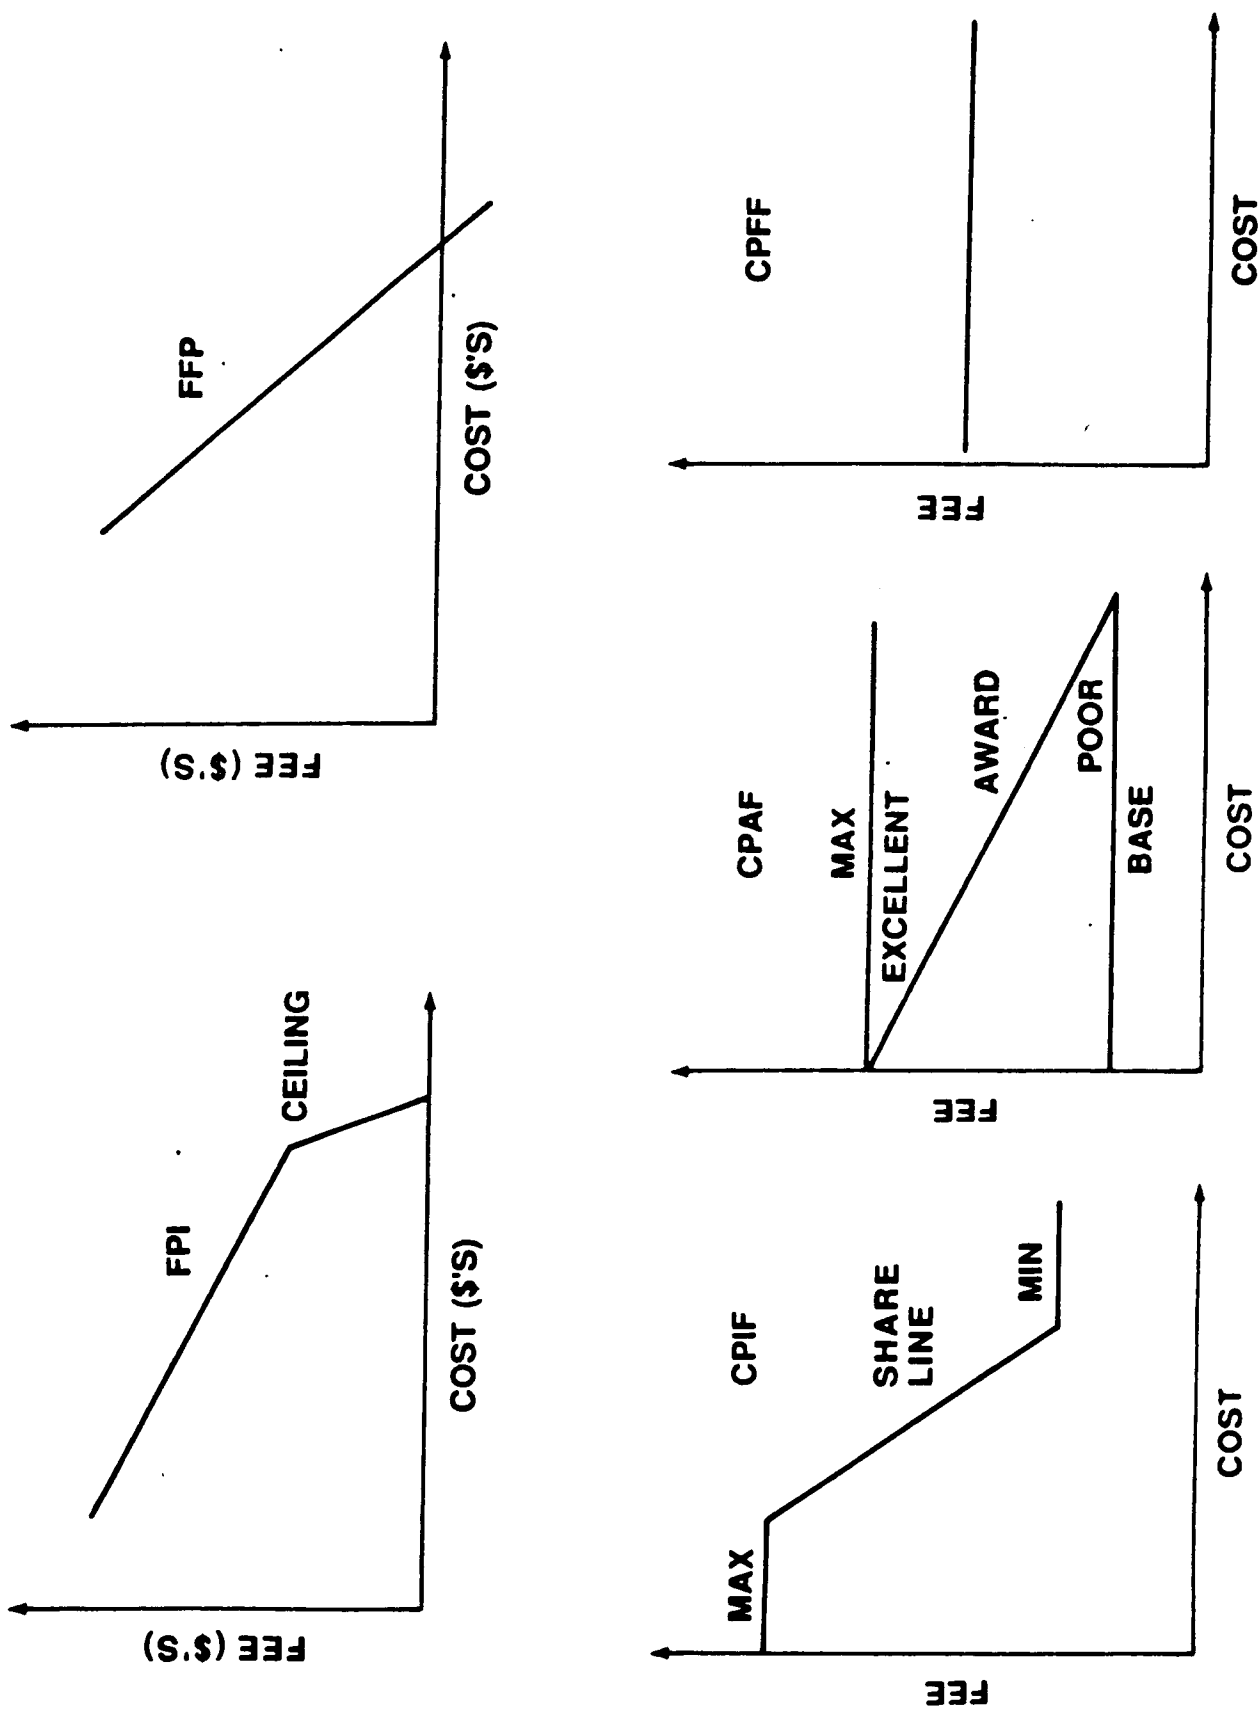 FPI
FEE ($'S)
CEILING
COST ($'S)
FFP
FEE ($'S)
COST ($'S)
CPIF
MAX
SHARE
LINE
MIN
FEE
COST
CPAF
MAX
EXCELLENT
AWARD
POOR
BASE
FEE
COST
CPFF
FEE
COST